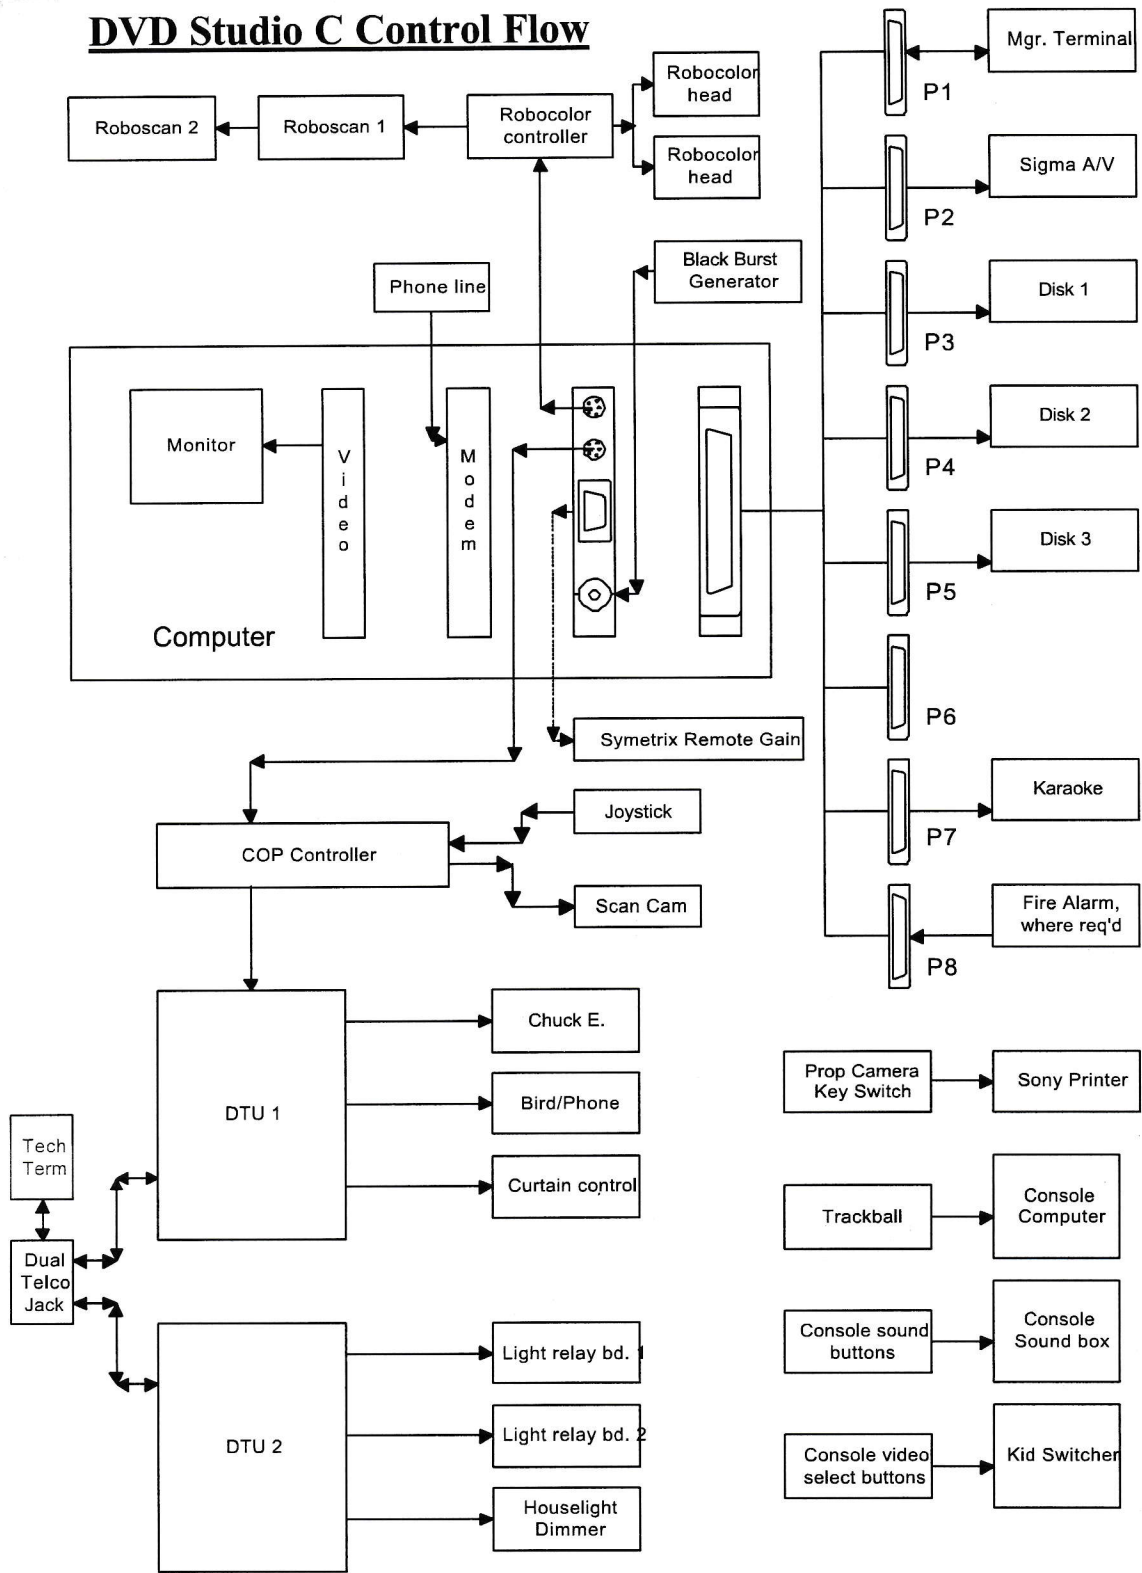 DVD Studio C Control Flow
Roboscan 2
Roboscan 1
Robocolor
controller
Robocolor
head
Robocolor
head
Phone line
Black Burst
Generator
Monitor
Video
Modem
Computer
Symetrix Remote Gain
Joystick
COP Controller
Scan Cam
Mgr. Terminal
P1
Sigma A/V
P2
Disk 1
P3
Disk 2
P4
Disk 3
P5
P6
Karaoke
P7
Fire Alarm,
where req'd
P8
DTU 1
Chuck E.
Bird/Phone
Curtain control
Tech
Term
Dual
Telco
Jack
DTU 2
Light relay bd. 1
Light relay bd. 2
Houselight
Dimmer
Prop Camera
Key Switch
Sony Printer
Trackball
Console
Computer
Console sound
buttons
Console
Sound box
Console video
select buttons
Kid Switcher